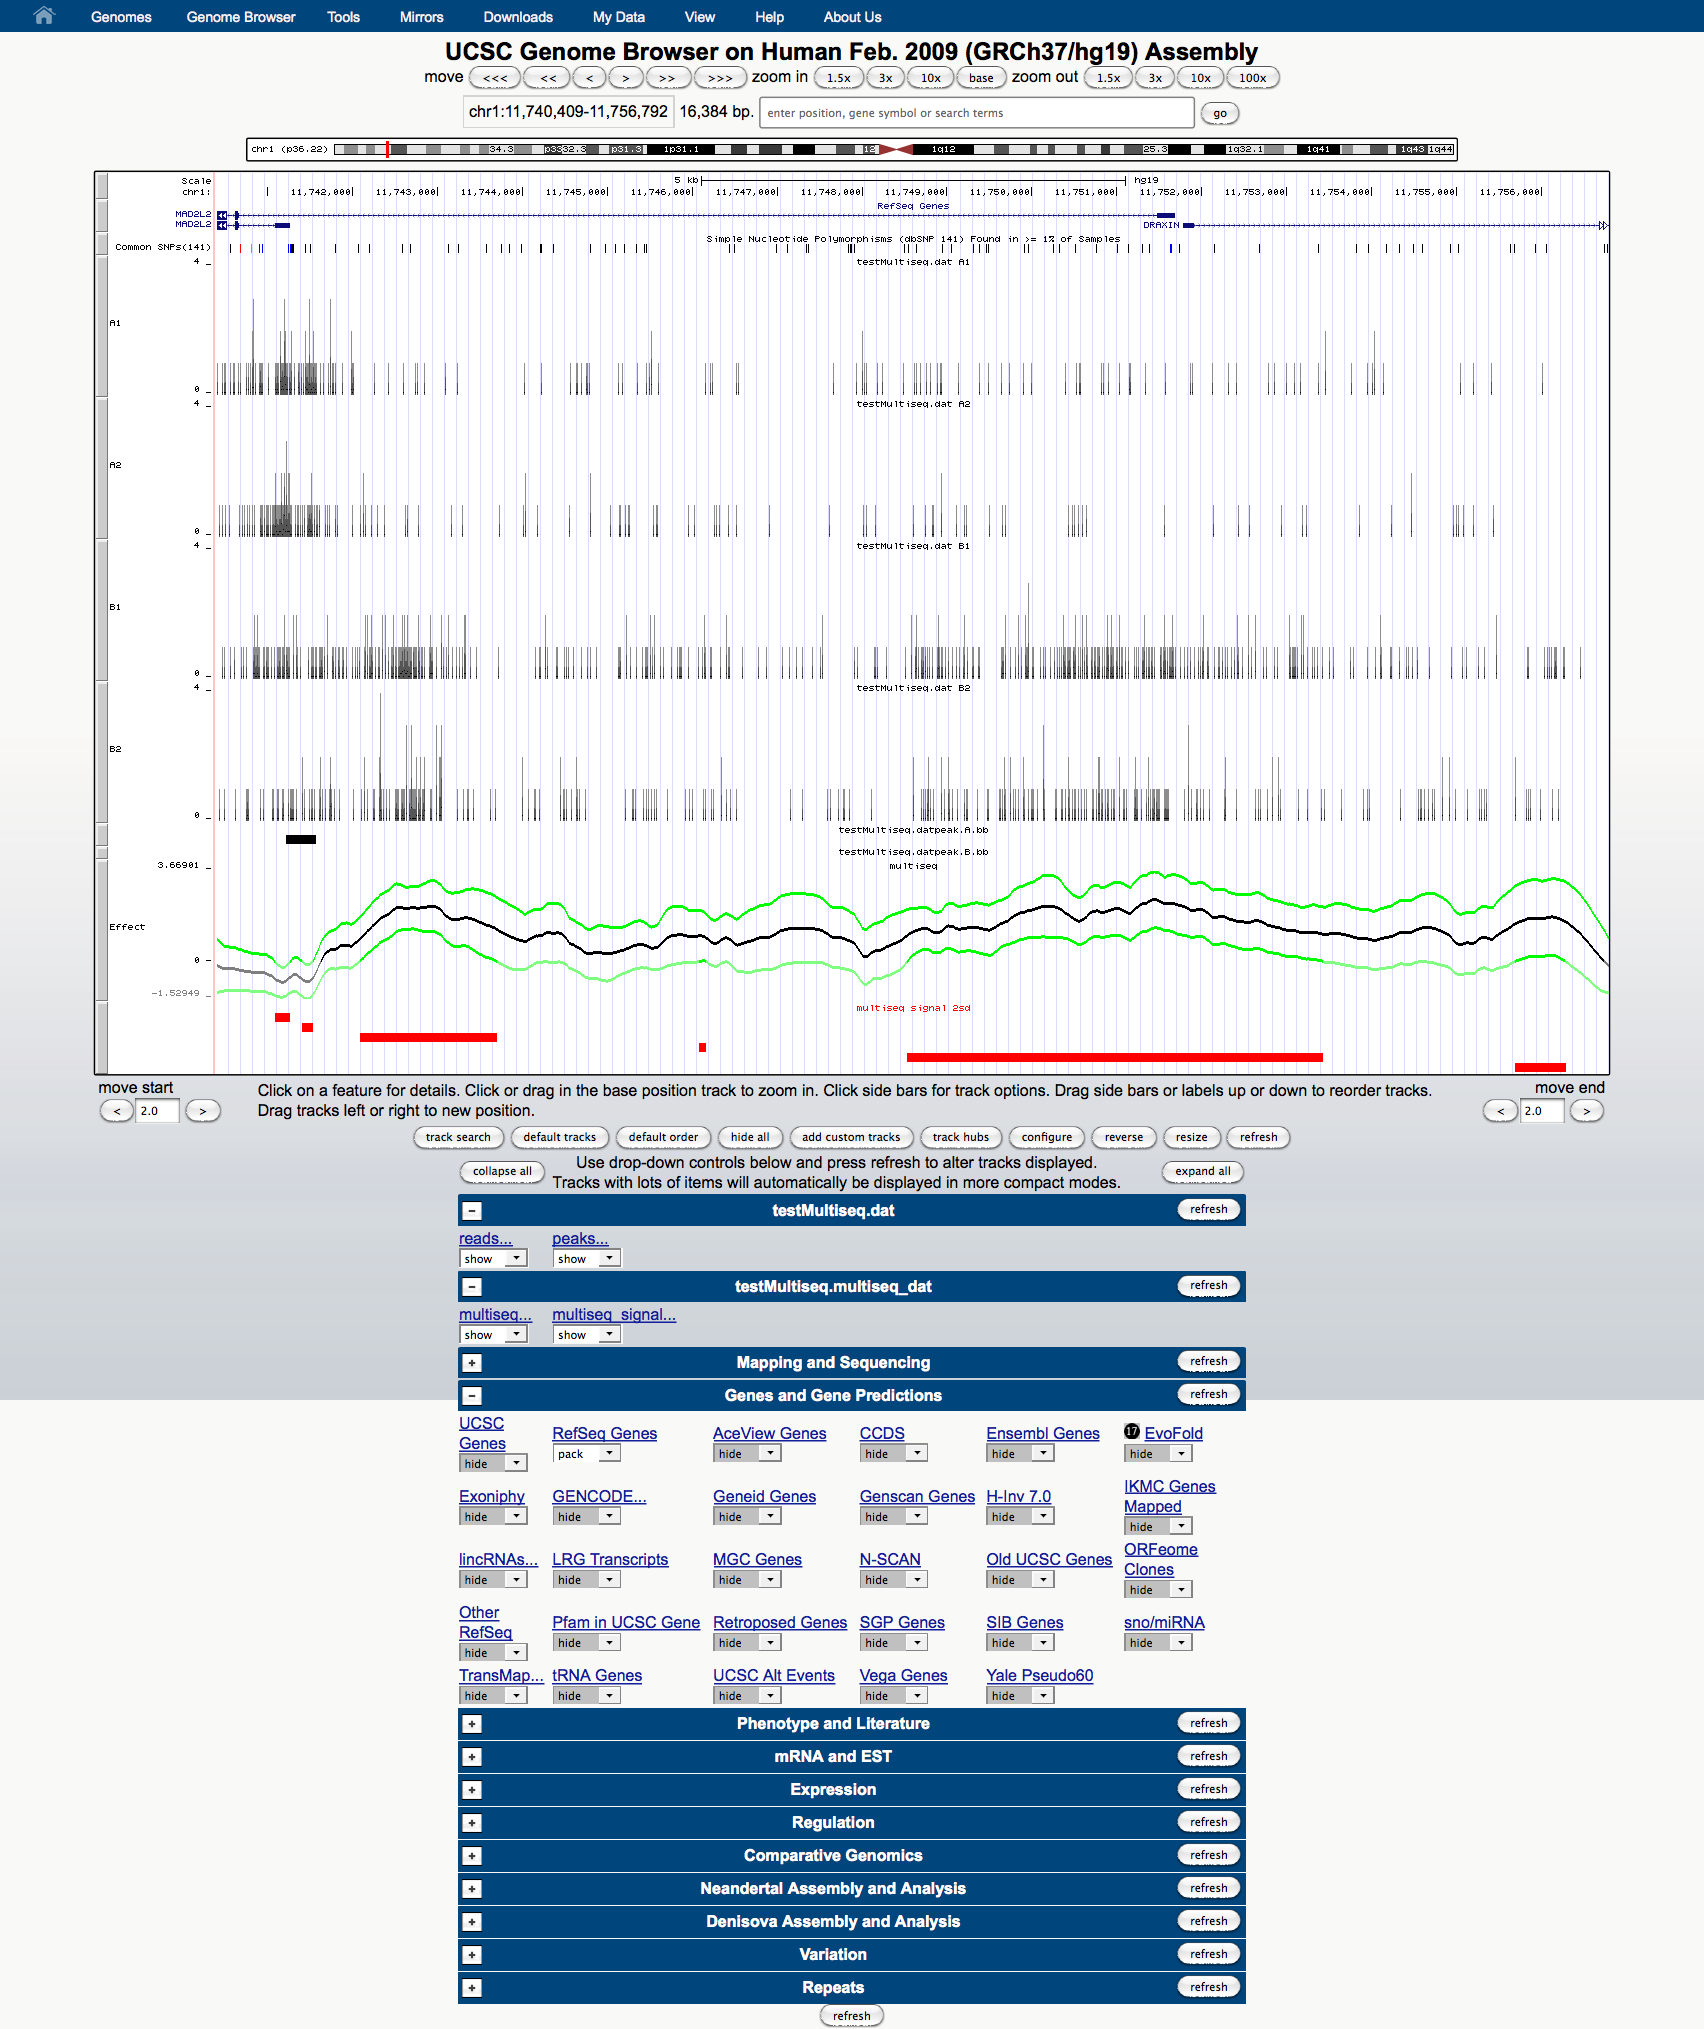 Genomes Genome Browser Tools Mirrors Downloads My Data View Help About Us
UCSC Genome Browser on Human Feb. 2009 (GRCh37/hg19) Assembly
move <<< << < > >> >>> zoom in 1.5x 3x 10x base zoom out 1.5x 3x 10x 100x
chr1:11,740,409-11,756,792 16,384 bp. enter position, gene symbol or search terms go
chr1 (p36.22) 34.3 p33 32.3 p31.3 1p31.1 12 1q12 25.3 1q32.1 1q41 1q43 1q44
Scale 5 kb hg19
chr1: 11,742,000 11,743,000 11,744,000 11,745,000 11,746,000 11,747,000 11,748,000 11,749,000 11,750,000 11,751,000 11,752,000 11,753,000 11,754,000 11,755,000 11,756,000
RefSeq Genes
MAD2L2
MAD2L2 DRAXIN
Simple Nucleotide Polymorphisms (dbSNP 141) Found in >= 1% of Samples
Common SNPs(141)
4 testMultiseq.dat A1
A1
0
4 testMultiseq.dat A2
A2
0
4 testMultiseq.dat B1
B1
0
4 testMultiseq.dat B2
B2
0
testMultiseq.datpeak.A.bb
testMultiseq.datpeak.B.bb
3.66901 multiseq
Effect
0
-1.52949
multiseq signal 2sd
move start Click on a feature for details. Click or drag in the base position track to zoom in. Click side bars for track options. Drag side bars or labels up or down to reorder tracks. move end
< 2.0 > Drag tracks left or right to new position. < 2.0 >
track search default tracks default order hide all add custom tracks track hubs configure reverse resize refresh
collapse all Use drop-down controls below and press refresh to alter tracks displayed. expand all
Tracks with lots of items will automatically be displayed in more compact modes.
- testMultiseq.dat refresh
reads... peaks...
show show
- testMultiseq.multiseq_dat refresh
multiseq... multiseq_signal...
show show
+ Mapping and Sequencing refresh
- Genes and Gene Predictions refresh
UCSC Genes RefSeq Genes AceView Genes CCDS Ensembl Genes 17 EvoFold
hide pack hide hide hide hide
Exoniphy GENCODE... Geneid Genes Genscan Genes H-Inv 7.0 IKMC Genes Mapped
hide hide hide hide hide hide
lincRNAs... LRG Transcripts MGC Genes N-SCAN Old UCSC Genes ORFeome Clones
hide hide hide hide hide hide
Other RefSeq Pfam in UCSC Gene Retroposed Genes SGP Genes SIB Genes sno/miRNA
hide hide hide hide hide hide
TransMap... tRNA Genes UCSC Alt Events Vega Genes Yale Pseudo60
hide hide hide hide hide
+ Phenotype and Literature refresh
+ mRNA and EST refresh
+ Expression refresh
+ Regulation refresh
+ Comparative Genomics refresh
+ Neandertal Assembly and Analysis refresh
+ Denisova Assembly and Analysis refresh
+ Variation refresh
+ Repeats refresh
refresh